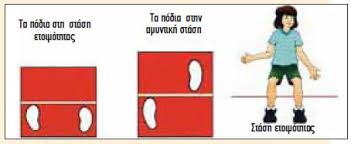 Τα πόδια στη στάση
ετοιμότητας
Τα πόδια στην
αμυντική στάση
Στάση ετοιμότητας